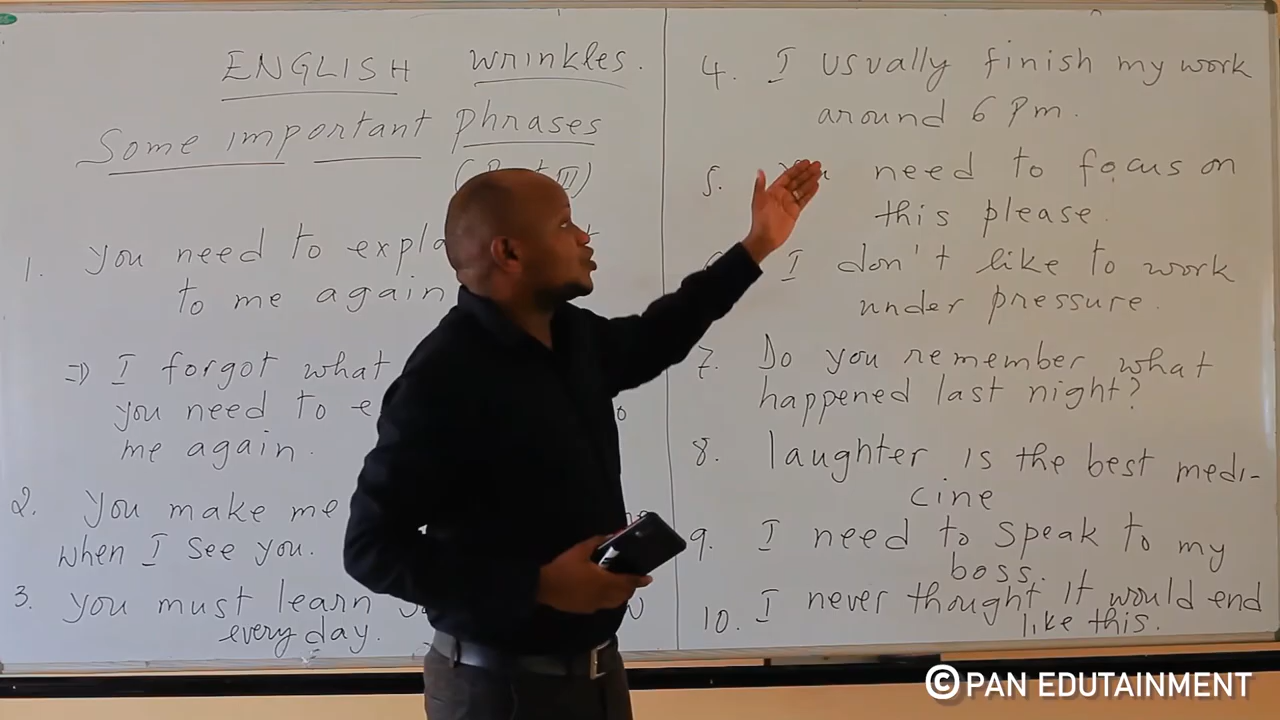 ENGLISH wrinkles.
Some important phrases
1. You need to
to me again
⇒ I forgot what
you need to
me again.
2. You make me
when I see you.
3. you must learn
every day.
4. I usually finish my work
around 6 pm.
5. need to focus on
this please.
I don't like to work
under pressure.
7. Do you remember what
happened last night?
8. laughter is the best medi-
cine
9. I need to speak to my
boss.
10. I never thought it would end
like this.
© PAN EDUTAINMENT